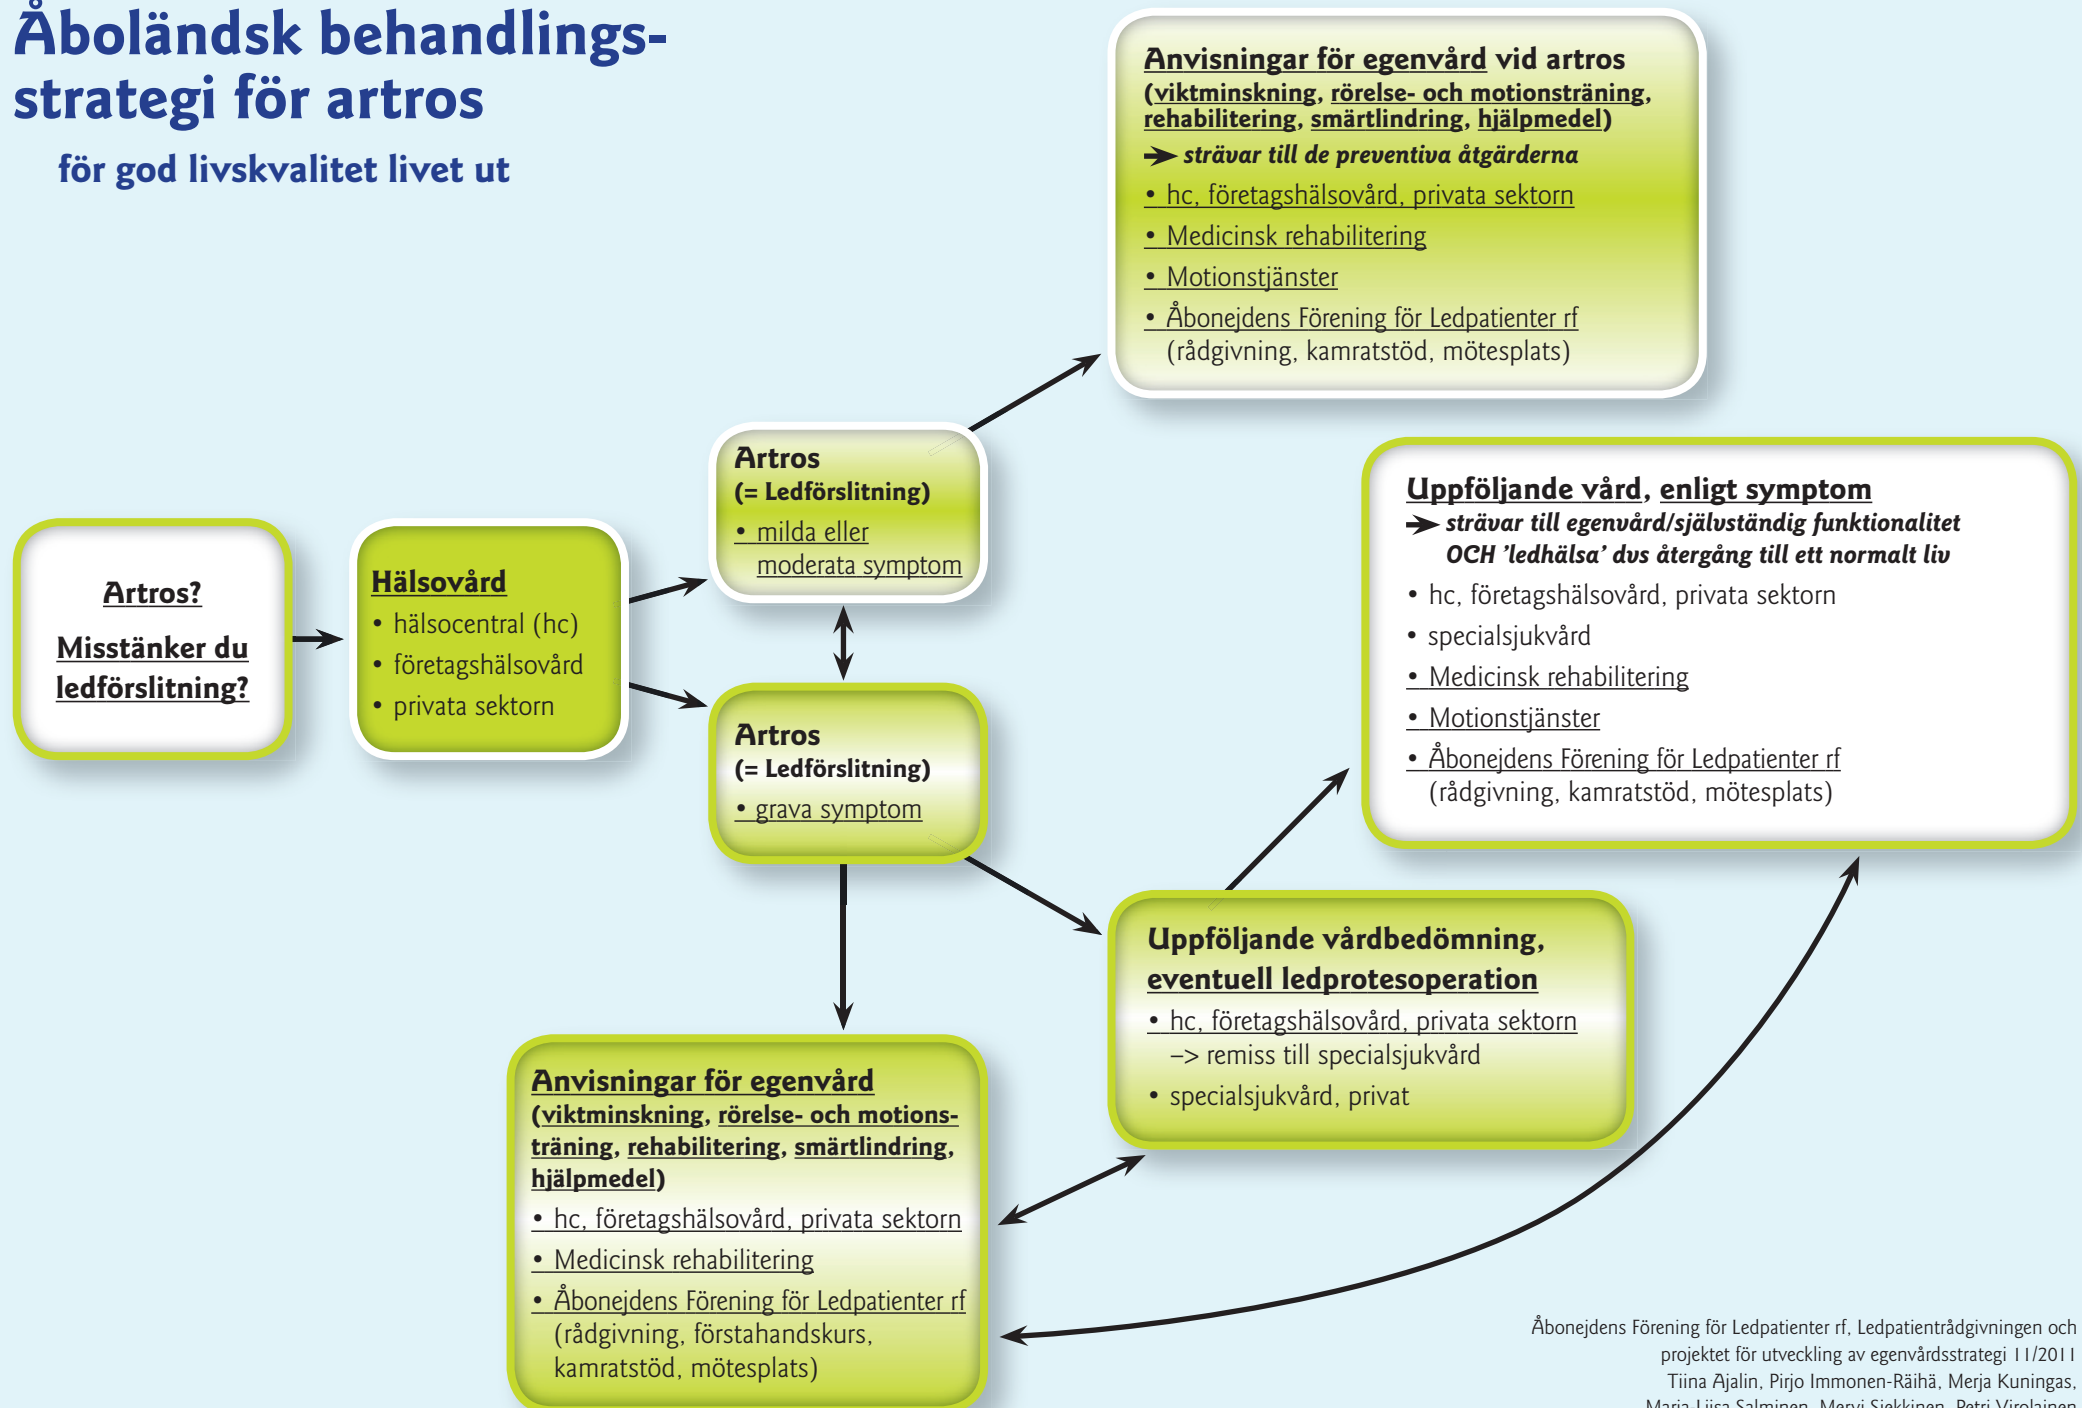 Åboländsk behandlings-
strategi för artros
för god livskvalitet livet ut
Anvisningar för egenvård vid artros
(viktminskning, rörelse- och motionsträning,
rehabilitering, smärtlindring, hjälpmedel)
➔ strävar till de preventiva åtgärderna
• hc, företagshälsovård, privata sektorn
• Medicinsk rehabilitering
• Motionstjänster
• Åbonejdens Förening för Ledpatienter rf
(rådgivning, kamratstöd, mötesplats)
Artros?
Misstänker du
ledförslitning?
Hälsovård
• hälsocentral (hc)
• företagshälsovård
• privata sektorn
Artros
(= Ledförslitning)
• milda eller
moderata symptom
Artros
(= Ledförslitning)
• grava symptom
Uppföljande vård, enligt symptom
➔ strävar till egenvård/självständig funktionalitet
OCH ’ledhälsa’ dvs återgång till ett normalt liv
• hc, företagshälsovård, privata sektorn
• specialsjukvård
• Medicinsk rehabilitering
• Motionstjänster
• Åbonejdens Förening för Ledpatienter rf
(rådgivning, kamratstöd, mötesplats)
Uppföljande vårdbedömning,
eventuell ledprotesoperation
• hc, företagshälsovård, privata sektorn
–> remiss till specialsjukvård
• specialsjukvård, privat
Anvisningar för egenvård
(viktminskning, rörelse- och motions-
träning, rehabilitering, smärtlindring,
hjälpmedel)
• hc, företagshälsovård, privata sektorn
• Medicinsk rehabilitering
• Åbonejdens Förening för Ledpatienter rf
(rådgivning, förstahandskurs,
kamratstöd, mötesplats)
Åbonejdens Förening för Ledpatienter rf, Ledpatientrådgivningen och
projektet för utveckling av egenvårdsstrategi 11/2011
Tiina Ajalin, Pirjo Immonen-Räihä, Merja Kuningas,
Marja-Liisa Salminen, Mervi Siekkinen, Petri Virolainen